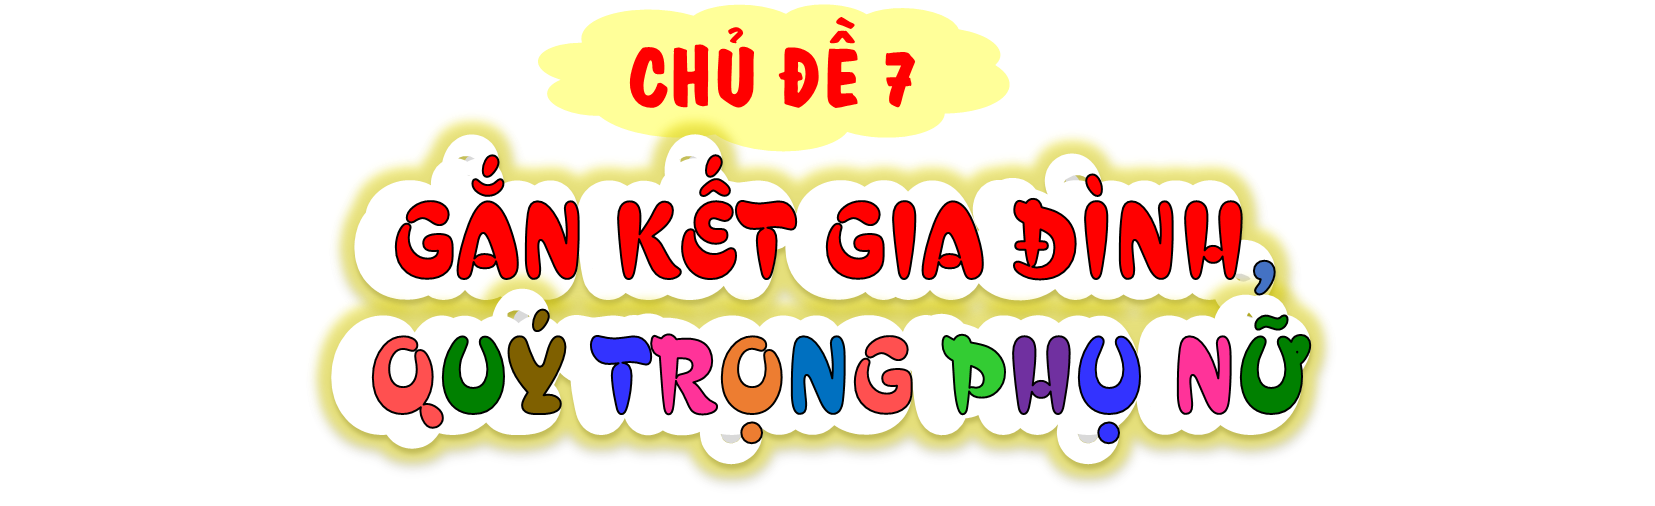 CHỦ ĐỀ 7
GẮN KẾT GIA ĐÌNH,
QUÝ TRỌNG PHỤ NỮ